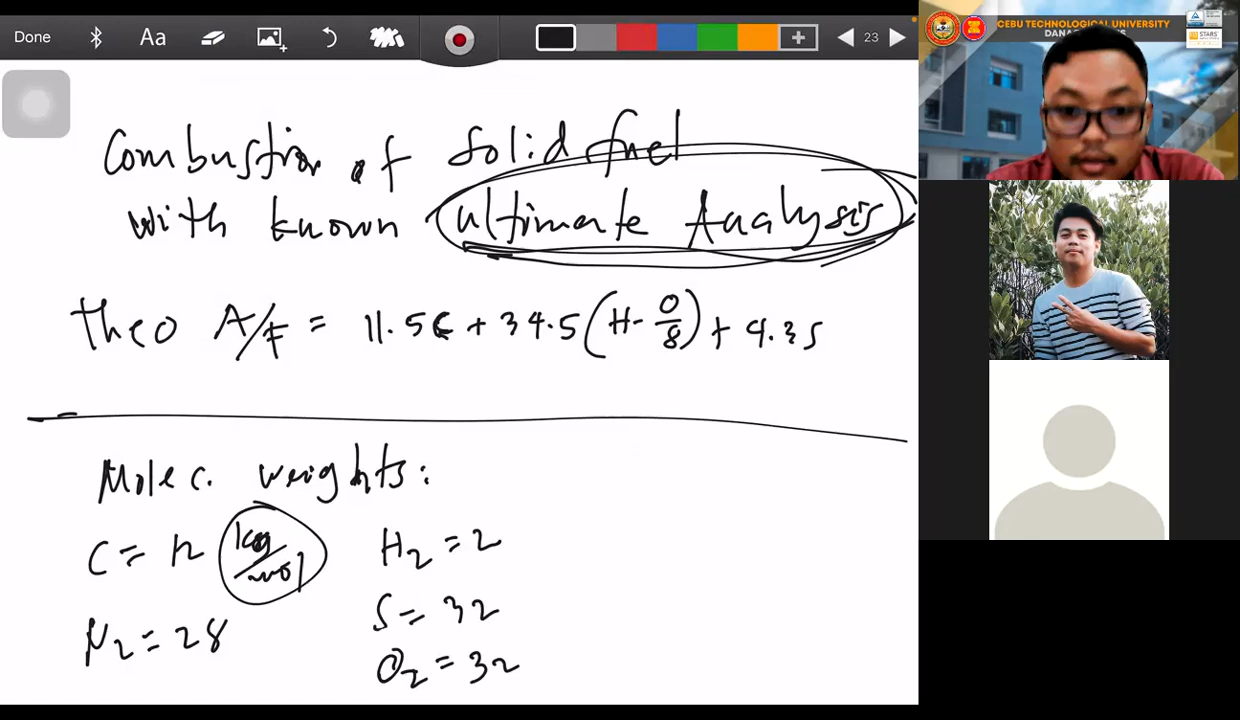 Done
Aa
23
CEBU TECHNOLOGICAL UNIVERSITY
STARS
Combustion of solid fuel
with known Ultimate Analysis
theo A/F = 11.5C + 34.5(H - O/8) + 4.3S
Molec. weights:
C = 12 kg/mol H2 = 2
S = 32
N2 = 28
O2 = 32